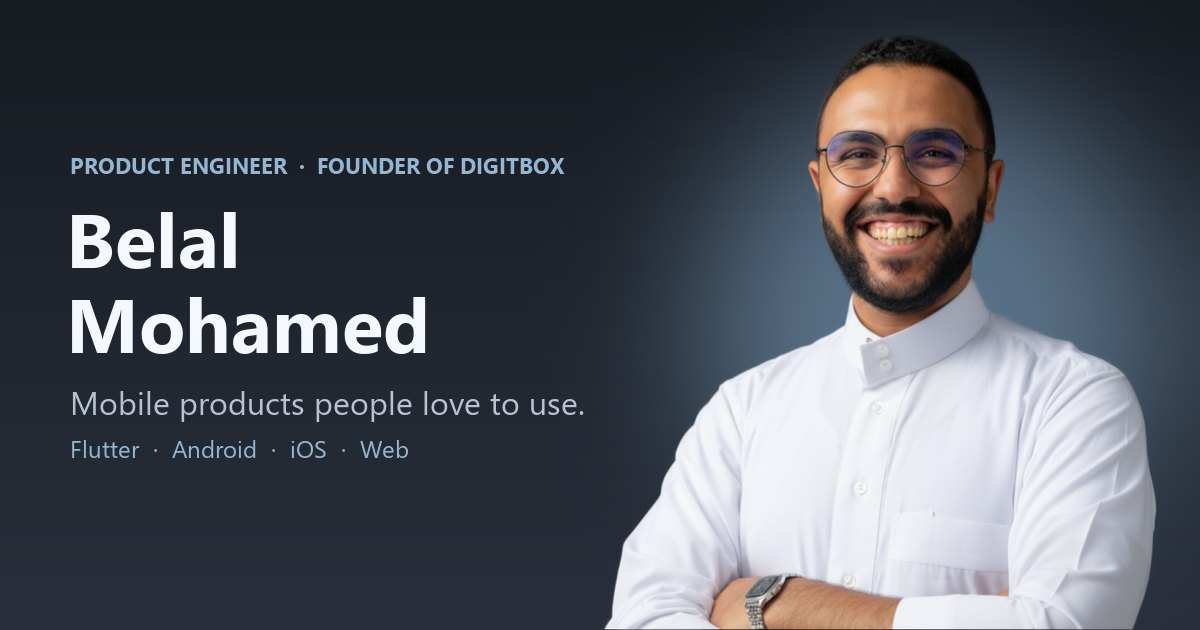 PRODUCT ENGINEER · FOUNDER OF DIGITBOX
Belal
Mohamed
Mobile products people love to use.
Flutter · Android · iOS · Web